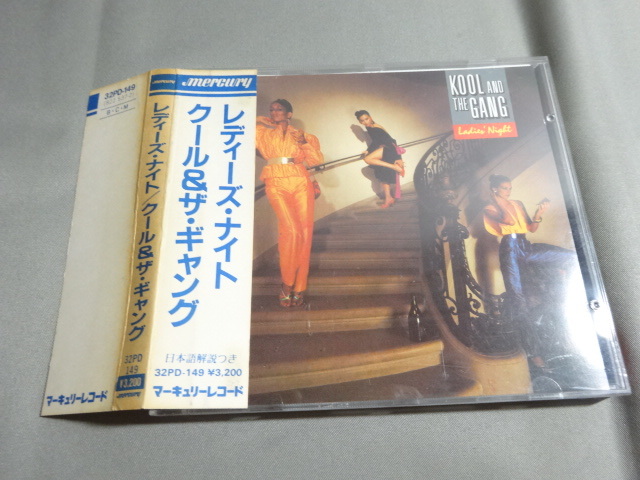 32PD-149
B・C・M
mercury
レディーズ・ナイト/クール&ザ・ギャング
32PD
149
¥3,200
mercury
マーキュリーレコード
mercury
レディーズ・ナイト
クール&ザ・ギャング
日本語解説つき
32PD-149 ¥3,200
マーキュリーレコード
KOOL AND
THE GANG
Ladies' Night